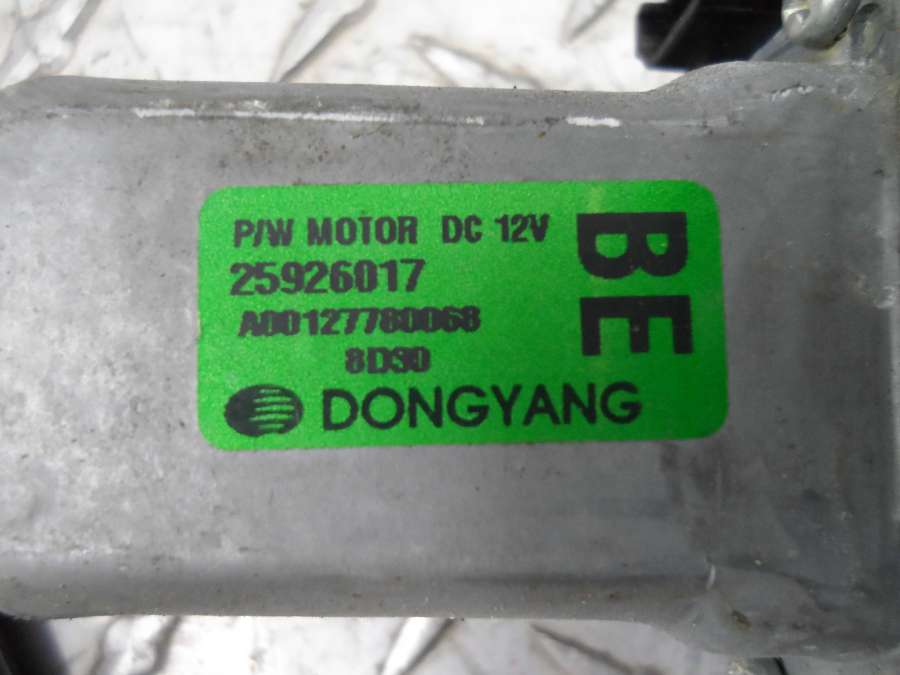 P/W MOTOR DC 12V
25926017
A00127780068
8D30
DONGYANG
BE